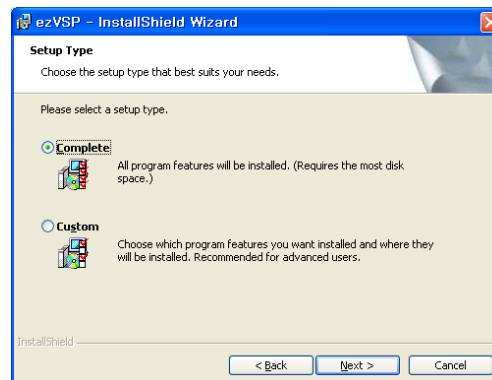 ezVSP - InstallShield Wizard
Setup Type
Choose the setup type that best suits your needs.
Please select a setup type.
Complete
All program features will be installed. (Requires the most disk
space.)
Custom
Choose which program features you want installed and where they
will be installed. Recommended for advanced users.
InstallShield
< Back
Next >
Cancel